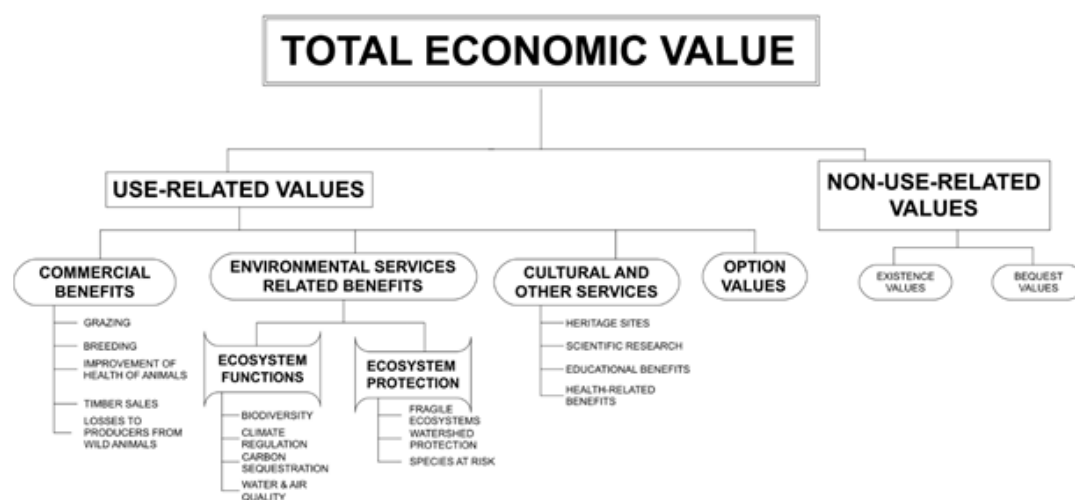 TOTAL ECONOMIC VALUE
USE-RELATED VALUES
NON-USE-RELATED
VALUES
COMMERCIAL
BENEFITS
GRAZING
BREEDING
IMPROVEMENT OF
HEALTH OF ANIMALS
TIMBER SALES
LOSSES TO
PRODUCERS FROM
WILD ANIMALS
ENVIRONMENTAL SERVICES
RELATED BENEFITS
ECOSYSTEM
FUNCTIONS
BIODIVERSITY
CLIMATE
REGULATION
CARBON
SEQUESTRATION
WATER & AIR
QUALITY
ECOSYSTEM
PROTECTION
FRAGILE
ECOSYSTEMS
WATERSHED
PROTECTION
SPECIES AT RISK
CULTURAL AND
OTHER SERVICES
HERITAGE SITES
SCIENTIFIC RESEARCH
EDUCATIONAL BENEFITS
HEALTH-RELATED
BENEFITS
OPTION
VALUES
EXISTENCE
VALUES
BEQUEST
VALUES